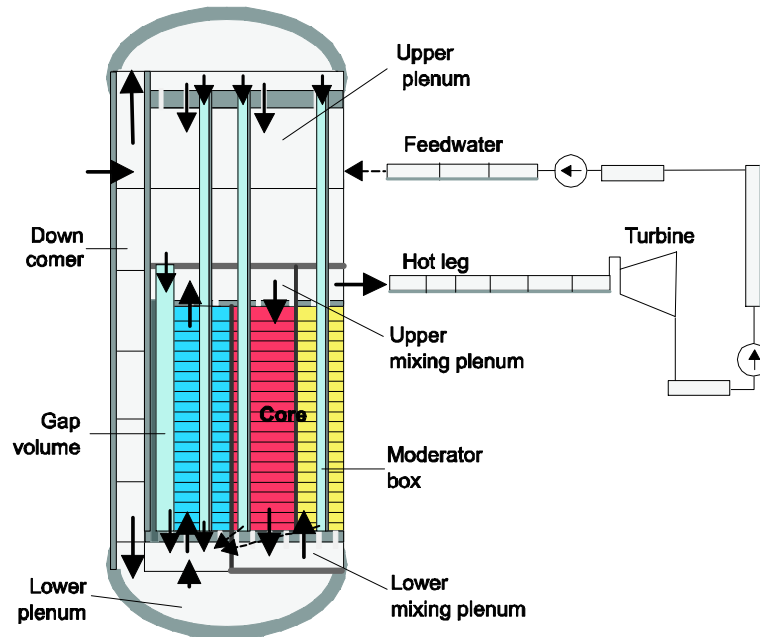 Upper
plenum
Feedwater
Down
comer
Hot leg
Turbine
Upper
mixing plenum
Core
Gap
volume
Moderator
box
Lower
plenum
Lower
mixing plenum